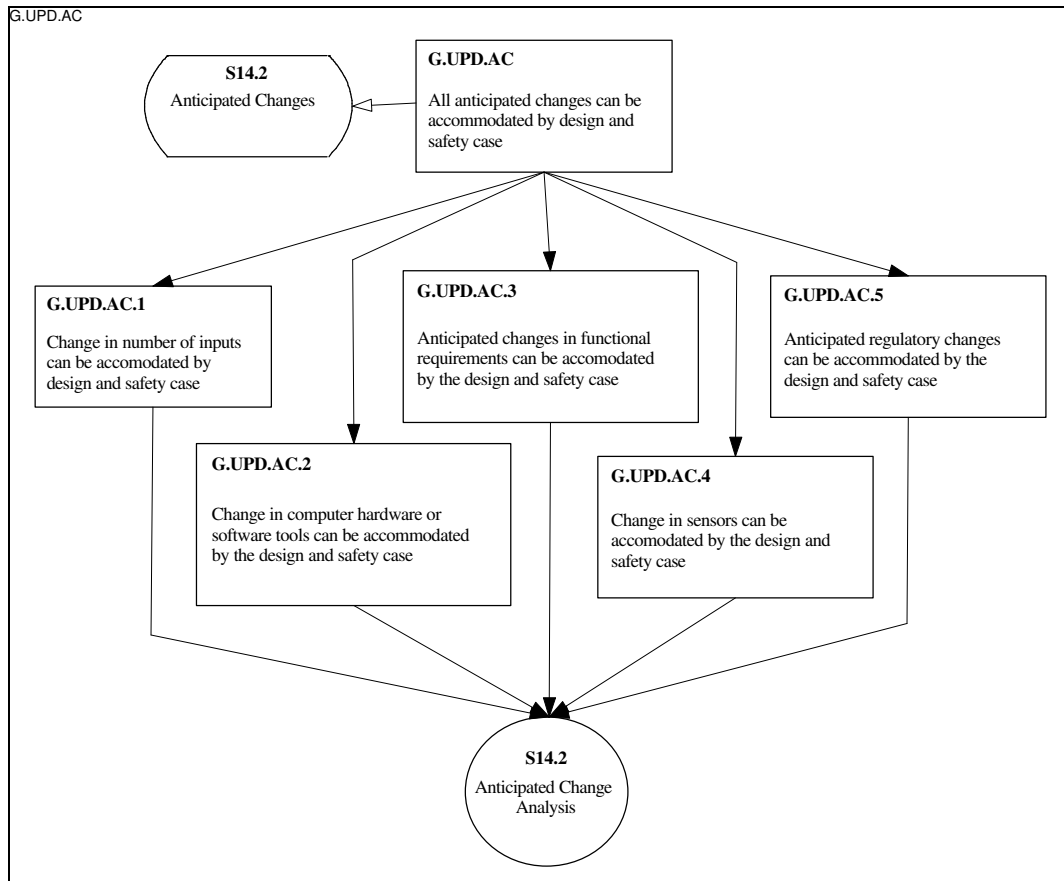 G.UPD.AC
S14.2
Anticipated Changes
G.UPD.AC
All anticipated changes can be
accommodated by design and
safety case
G.UPD.AC.1
Change in number of inputs
can be accomodated by
design and safety case
G.UPD.AC.3
Anticipated changes in functional
requirements can be accomodated
by the design and safety case
G.UPD.AC.5
Anticipated regulatory changes
can be accommodated by the
design and safety case
G.UPD.AC.2
Change in computer hardware or
software tools can be accommodated
by the design and safety case
G.UPD.AC.4
Change in sensors can be
accomodated by the design and
safety case
S14.2
Anticipated Change
Analysis